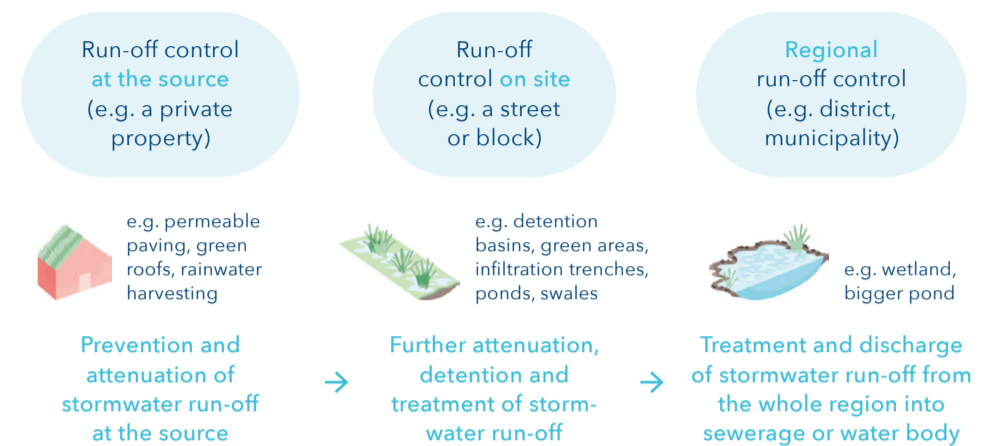 Run-off control
at the source
(e.g. a private
property)
Run-off
control on site
(e.g. a street
or block)
Regional
run-off control
(e.g. district,
municipality)
e.g. permeable
paving, green
roofs, rainwater
harvesting
e.g. detention
basins, green areas,
infiltration trenches,
ponds, swales
e.g. wetland,
bigger pond
Prevention and
attenuation of
stormwater run-off
at the source
Further attenuation,
detention and
treatment of storm-
water run-off
Treatment and discharge
of stormwater run-off from
the whole region into
sewerage or water body